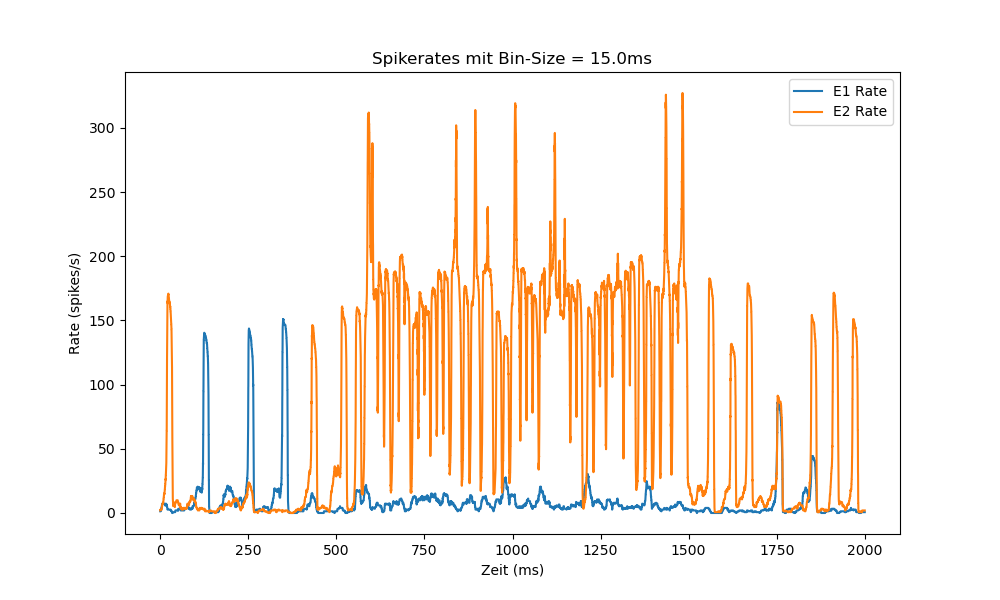 Spikerates mit Bin-Size = 15.0ms
E1 Rate
E2 Rate
Rate (spikes/s)
300
250
200
150
100
50
0
0 250 500 750 1000 1250 1500 1750 2000
Zeit (ms)